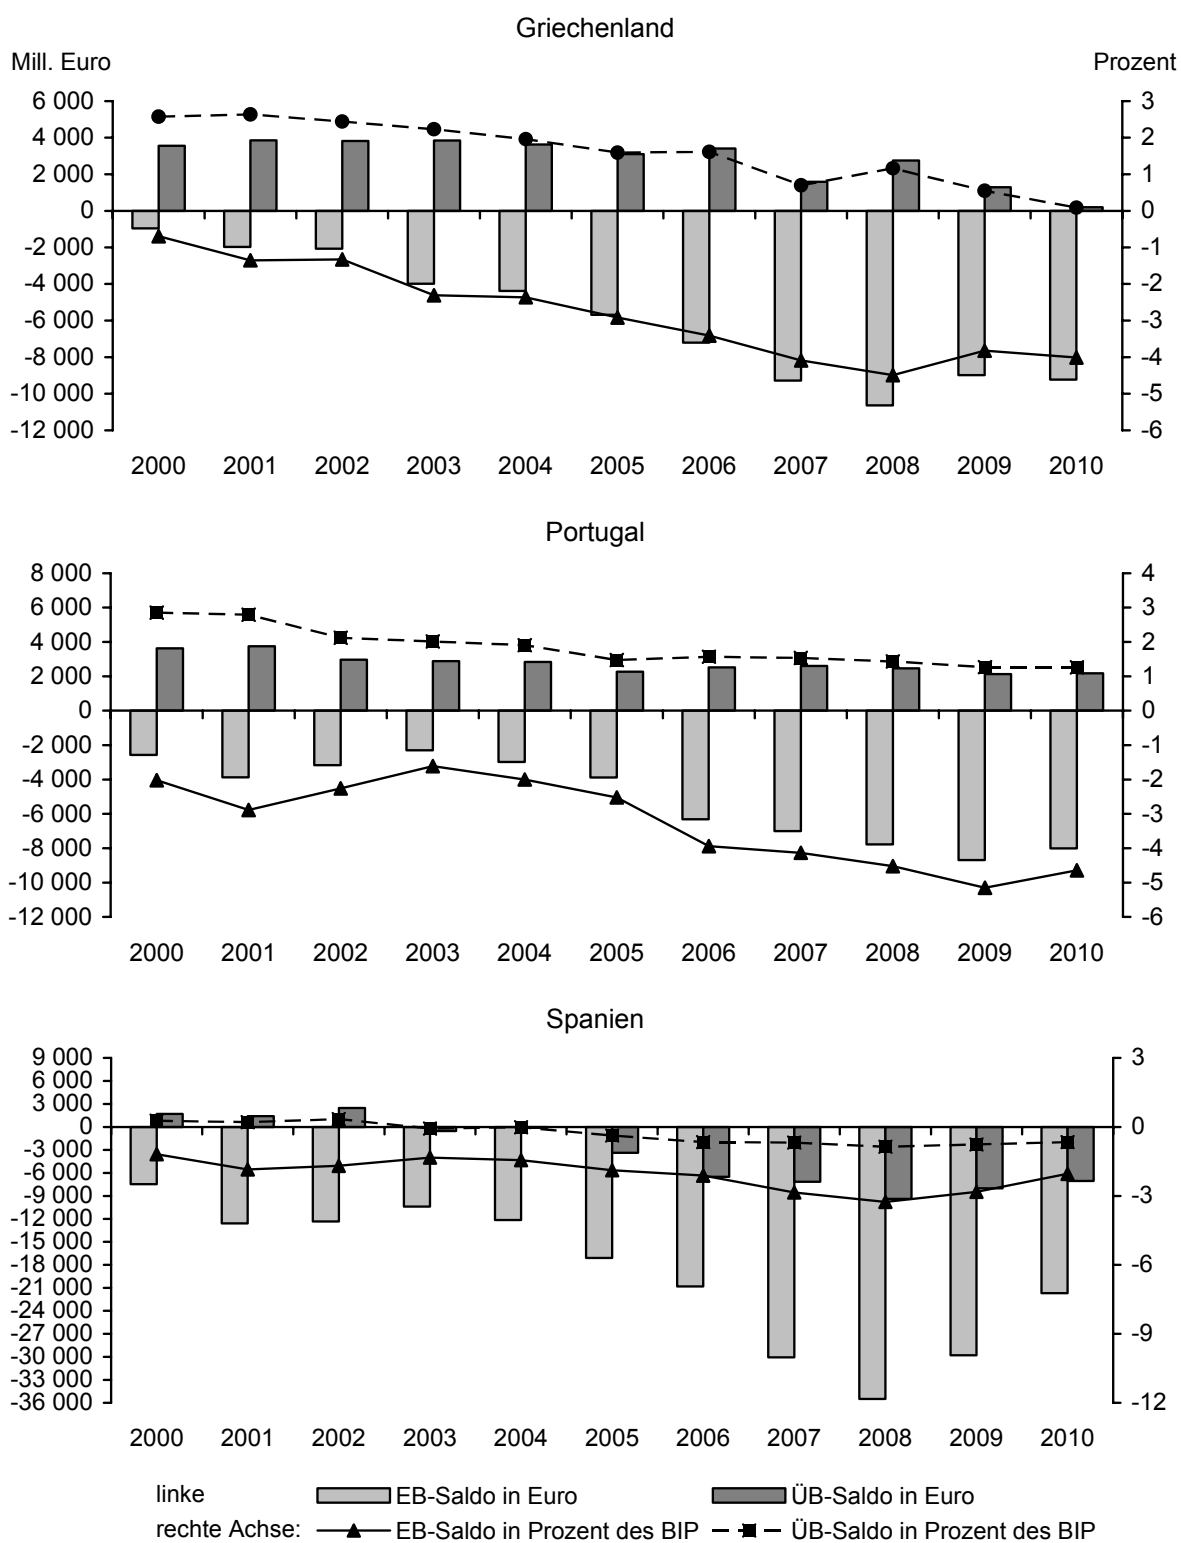 Griechenland
Mill. Euro Prozent
6 000 3
4 000 2
2 000 1
0 0
-2 000 -1
-4 000 -2
-6 000 -3
-8 000 -4
-10 000 -5
-12 000 -6
2000 2001 2002 2003 2004 2005 2006 2007 2008 2009 2010
Portugal
8 000 4
6 000 3
4 000 2
2 000 1
0 0
-2 000 -1
-4 000 -2
-6 000 -3
-8 000 -4
-10 000 -5
-12 000 -6
2000 2001 2002 2003 2004 2005 2006 2007 2008 2009 2010
Spanien
9 000 3
6 000
3 000
0 0
-3 000
-6 000
-9 000 -3
-12 000
-15 000
-18 000 -6
-21 000
-24 000
-27 000 -9
-30 000
-33 000
-36 000 -12
2000 2001 2002 2003 2004 2005 2006 2007 2008 2009 2010
linke EB-Saldo in Euro ÜB-Saldo in Euro
rechte Achse: EB-Saldo in Prozent des BIP ÜB-Saldo in Prozent des BIP